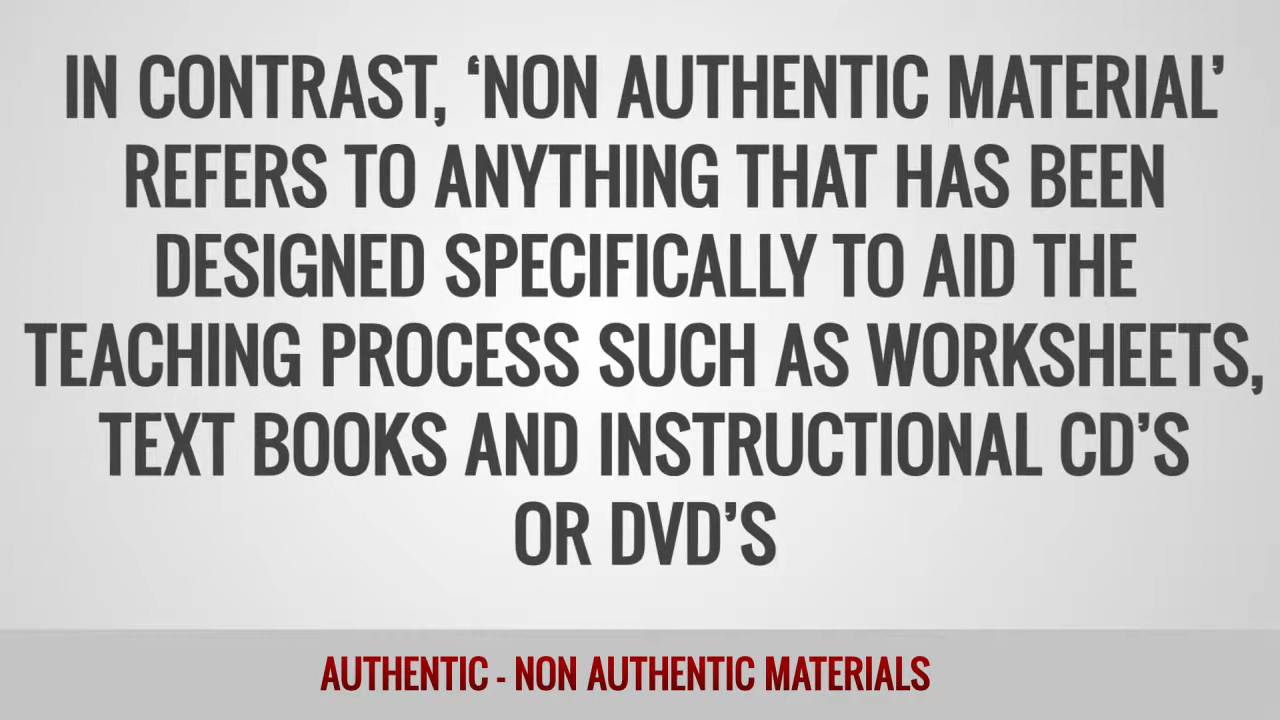 IN CONTRAST, ‘NON AUTHENTIC MATERIAL’
REFERS TO ANYTHING THAT HAS BEEN
DESIGNED SPECIFICALLY TO AID THE
TEACHING PROCESS SUCH AS WORKSHEETS,
TEXT BOOKS AND INSTRUCTIONAL CD’S
OR DVD’S
AUTHENTIC - NON AUTHENTIC MATERIALS